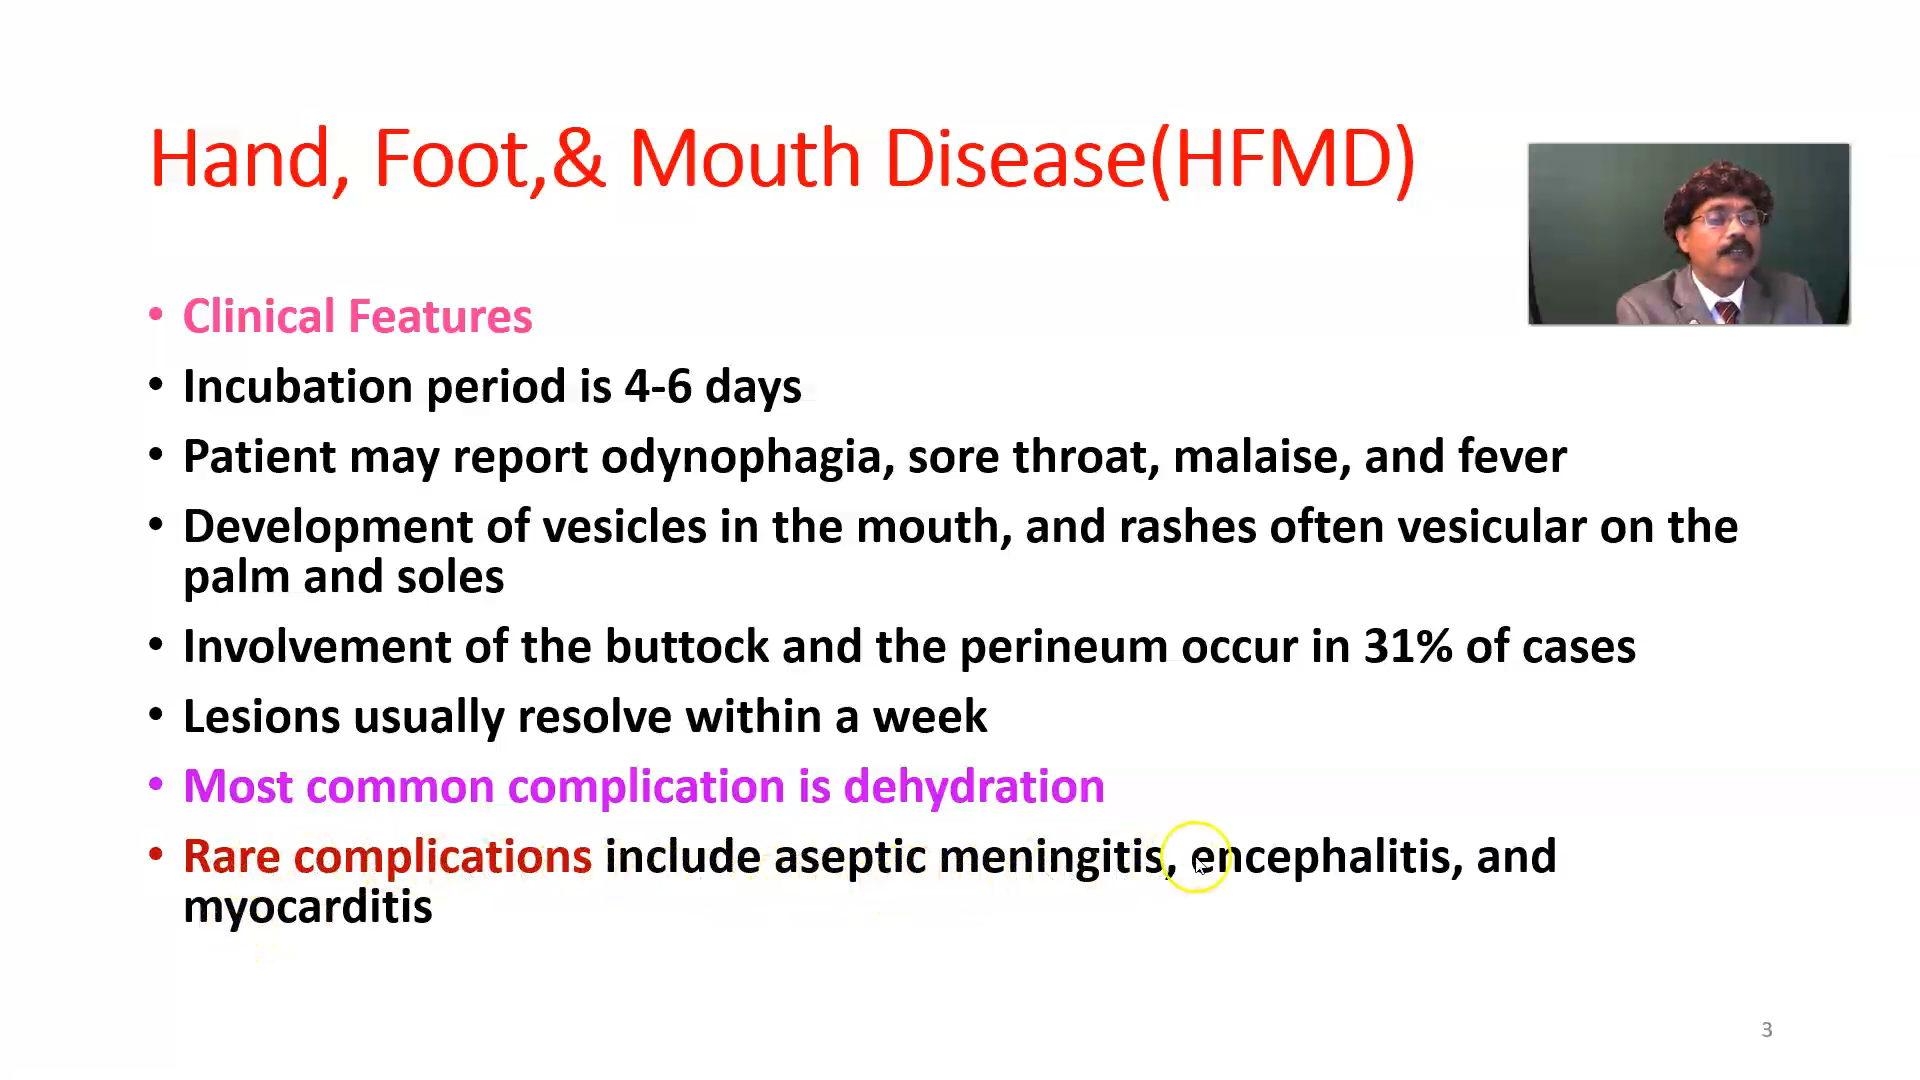 Hand, Foot,& Mouth Disease(HFMD)
• Clinical Features
• Incubation period is 4-6 days
• Patient may report odynophagia, sore throat, malaise, and fever
• Development of vesicles in the mouth, and rashes often vesicular on the
palm and soles
• Involvement of the buttock and the perineum occur in 31% of cases
• Lesions usually resolve within a week
• Most common complication is dehydration
• Rare complications include aseptic meningitis, encephalitis, and
myocarditis
3